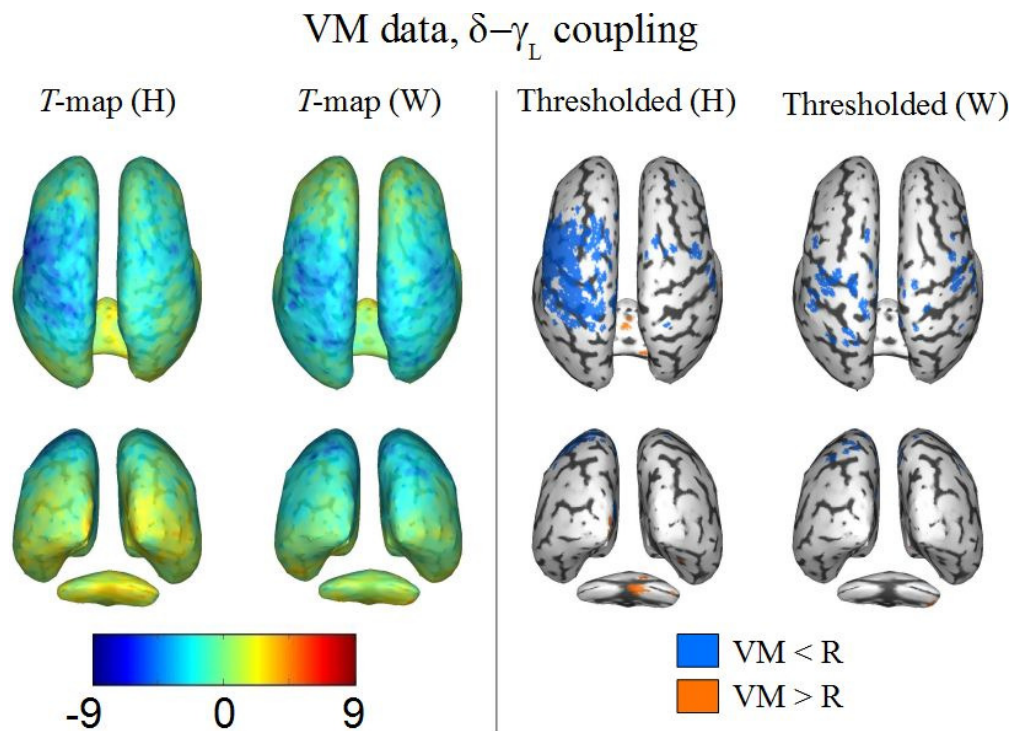 VM data, δ–γL coupling
T-map (H) T-map (W) Thresholded (H) Thresholded (W)
-9 0 9
VM < R
VM > R